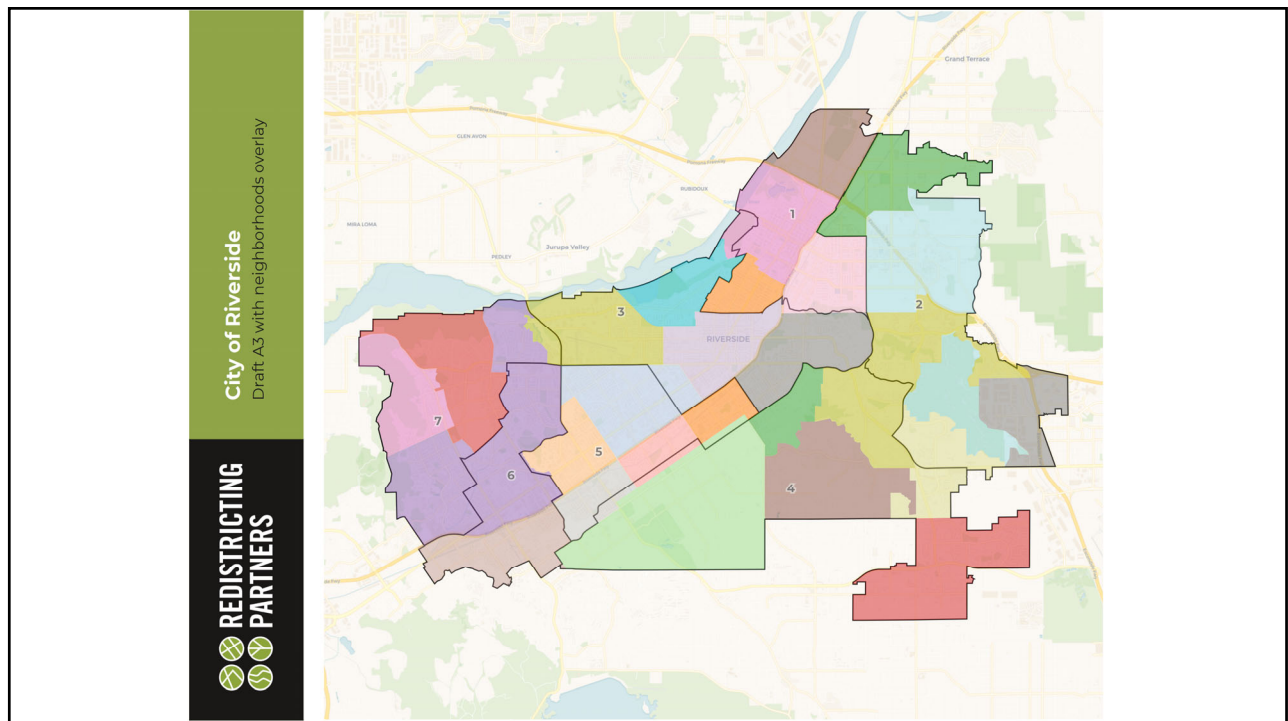 City of Riverside
Draft A3 with neighborhoods overlay
REDISTRICTING
PARTNERS
Grand Terrace
GLEN AVON
RUBIDOUX
MIRA LOMA
Jurupa Valley
PEDLEY
RIVERSIDE
1
2
3
4
5
6
7